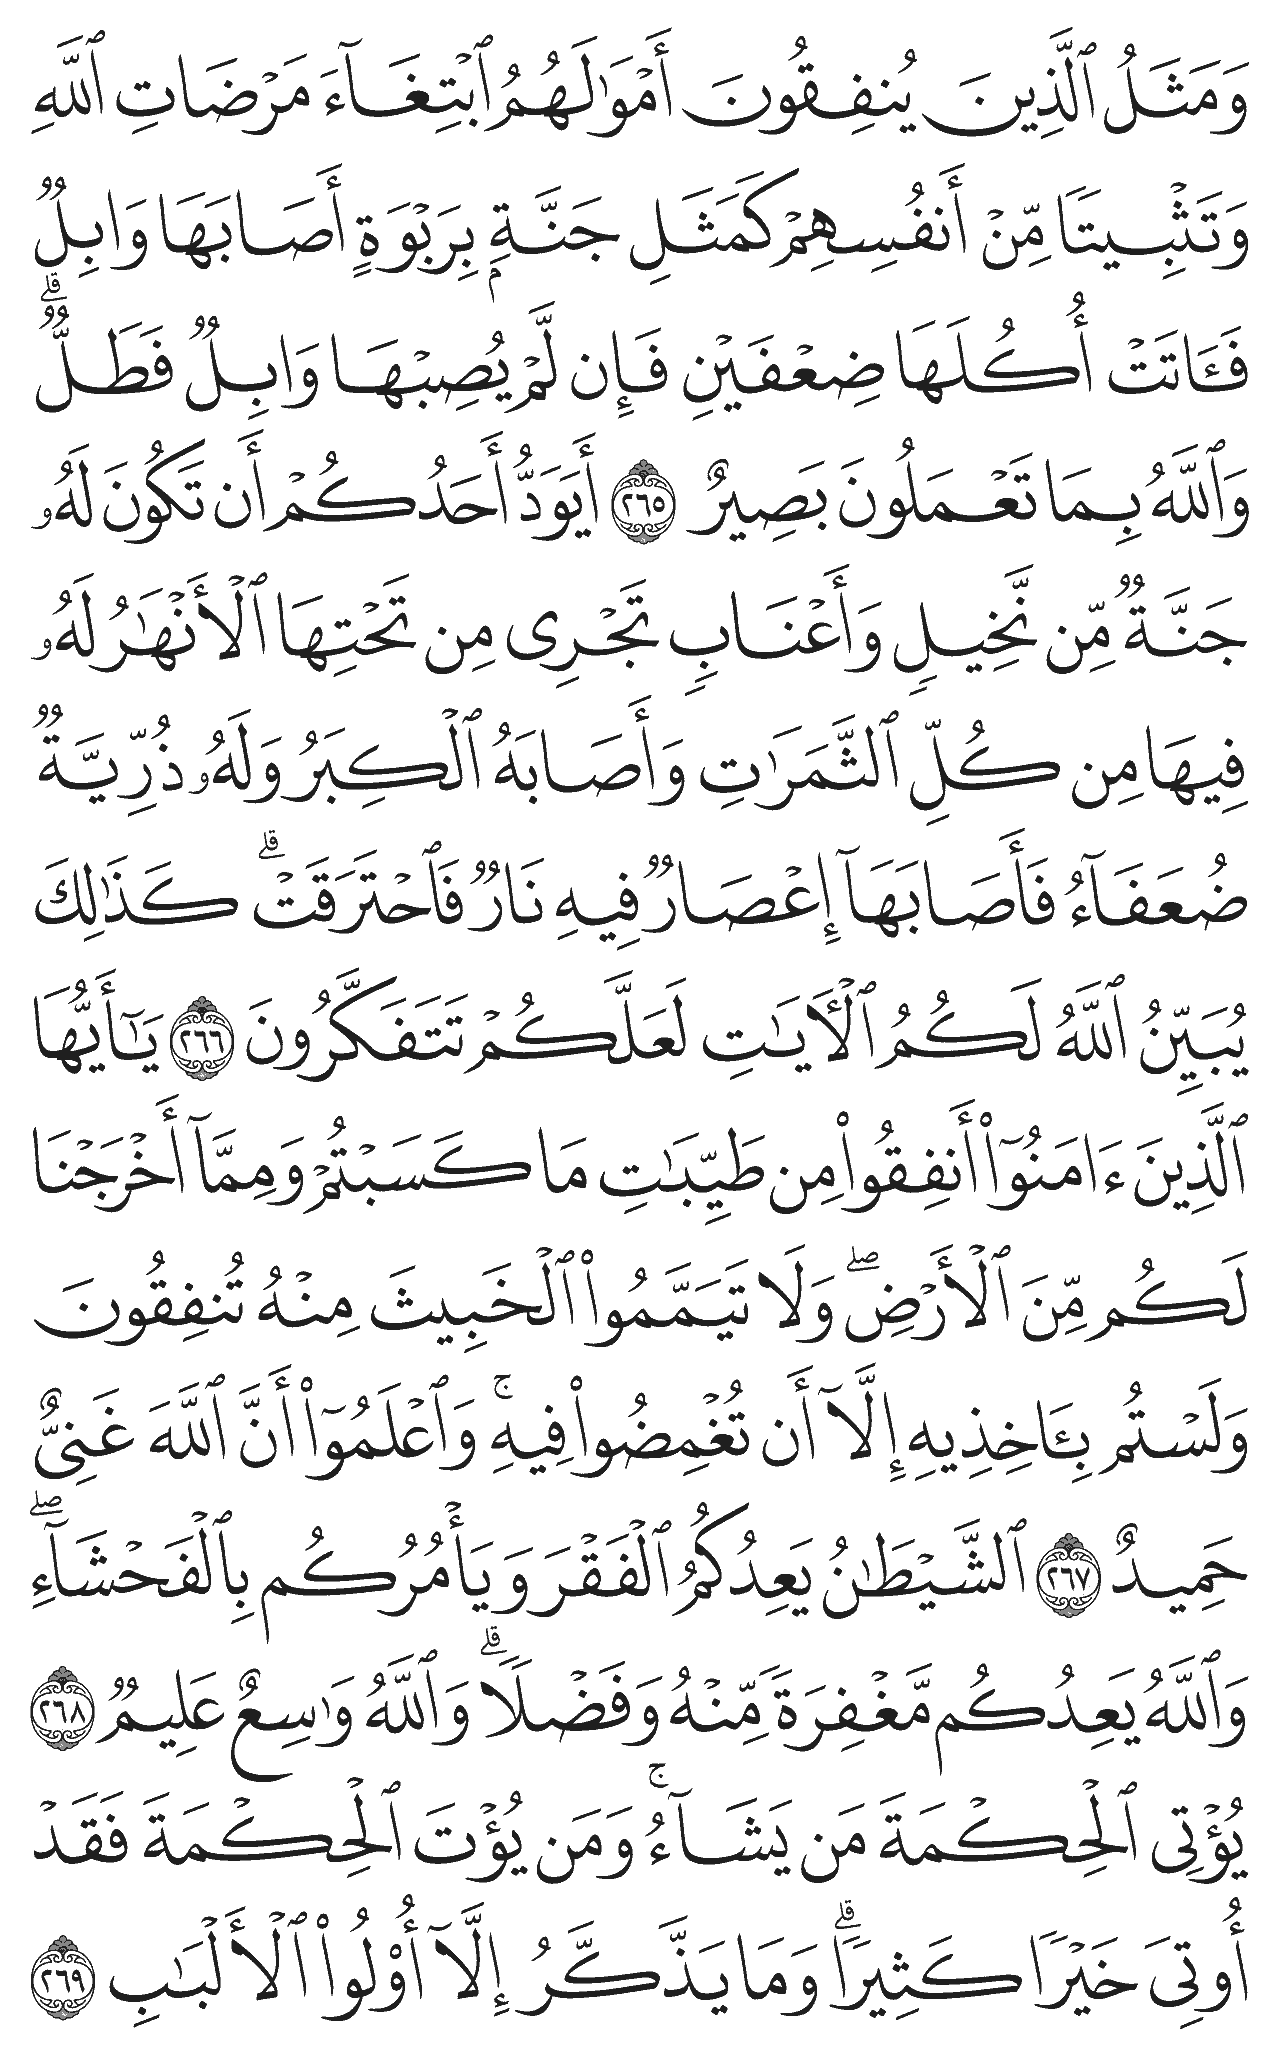 وَمَثَلُ ٱلَّذِينَ يُنفِقُونَ أَمْوَٰلَهُمُ ٱبْتِغَآءَ مَرْضَاتِ ٱللَّهِ
وَتَثْبِيتًا مِّنْ أَنفُسِهِمْ كَمَثَلِ جَنَّةٍۭ بِرَبْوَةٍ أَصَابَهَا وَابِلٌ
فَـَٔاتَتْ أُكُلَهَا ضِعْفَيْنِ فَإِن لَّمْ يُصِبْهَا وَابِلٌ فَطَلٌّ ۗ
وَٱللَّهُ بِمَا تَعْمَلُونَ بَصِيرٌ ٢٦٥ أَيَوَدُّ أَحَدُكُمْ أَن تَكُونَ لَهُۥ
جَنَّةٌ مِّن نَّخِيلٍ وَأَعْنَابٍ تَجْرِى مِن تَحْتِهَا ٱلْأَنْهَٰرُ لَهُۥ
فِيهَا مِن كُلِّ ٱلثَّمَرَٰتِ وَأَصَابَهُ ٱلْكِبَرُ وَلَهُۥ ذُرِّيَّةٌ
ضُعَفَآءُ فَأَصَابَهَآ إِعْصَارٌ فِيهِ نَارٌ فَٱحْتَرَقَتْ ۗ كَذَٰلِكَ
يُبَيِّنُ ٱللَّهُ لَكُمُ ٱلْـَٔايَٰتِ لَعَلَّكُمْ تَتَفَكَّرُونَ ٢٦٦ يَٰٓأَيُّهَا
ٱلَّذِينَ ءَامَنُوٓا۟ أَنفِقُوا۟ مِن طَيِّبَٰتِ مَا كَسَبْتُمْ وَمِمَّآ أَخْرَجْنَا
لَكُم مِّنَ ٱلْأَرْضِ ۖ وَلَا تَيَمَّمُوا۟ ٱلْخَبِيثَ مِنْهُ تُنفِقُونَ
وَلَسْتُم بِـَٔاخِذِيهِ إِلَّآ أَن تُغْمِضُوا۟ فِيهِ ۚ وَٱعْلَمُوٓا۟ أَنَّ ٱللَّهَ غَنِىٌّ
حَمِيدٌ ٢٦٧ ٱلشَّيْطَٰنُ يَعِدُكُمُ ٱلْفَقْرَ وَيَأْمُرُكُم بِٱلْفَحْشَآءِ ۖ
وَٱللَّهُ يَعِدُكُم مَّغْفِرَةً مِّنْهُ وَفَضْلًا ۗ وَٱللَّهُ وَٰسِعٌ عَلِيمٌ ٢٦٨
يُؤْتِى ٱلْحِكْمَةَ مَن يَشَآءُ ۚ وَمَن يُؤْتَ ٱلْحِكْمَةَ فَقَدْ
أُوتِىَ خَيْرًا كَثِيرًا ۗ وَمَا يَذَّكَّرُ إِلَّآ أُو۟لُوا۟ ٱلْأَلْبَٰبِ ٢٦٩